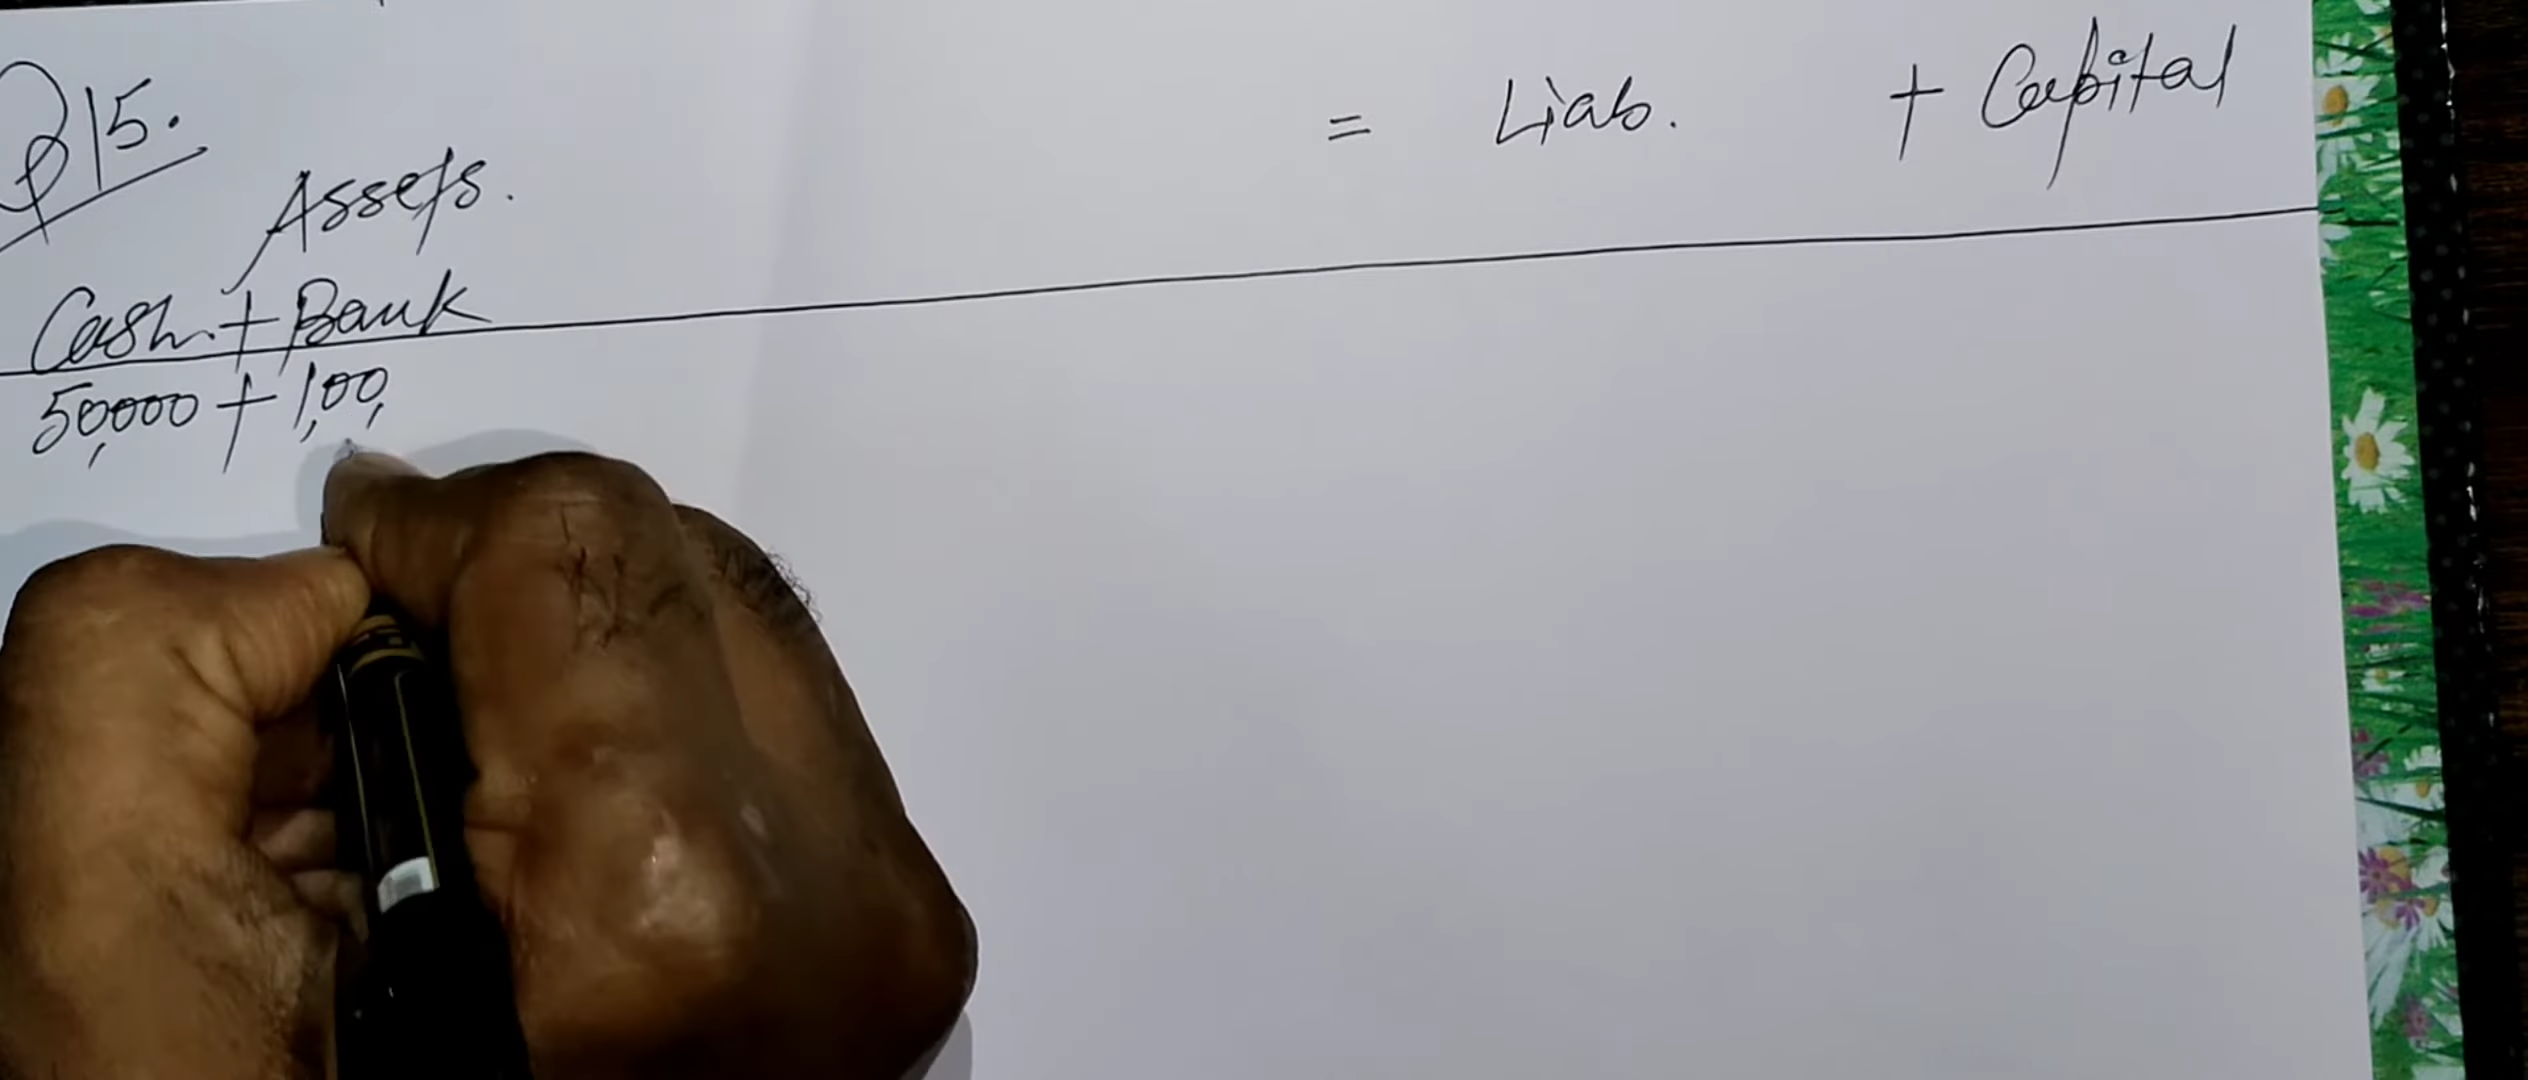 Q15.
Assets. = Liab. + Capital
Cash + Bank
50,000 + 1,00,